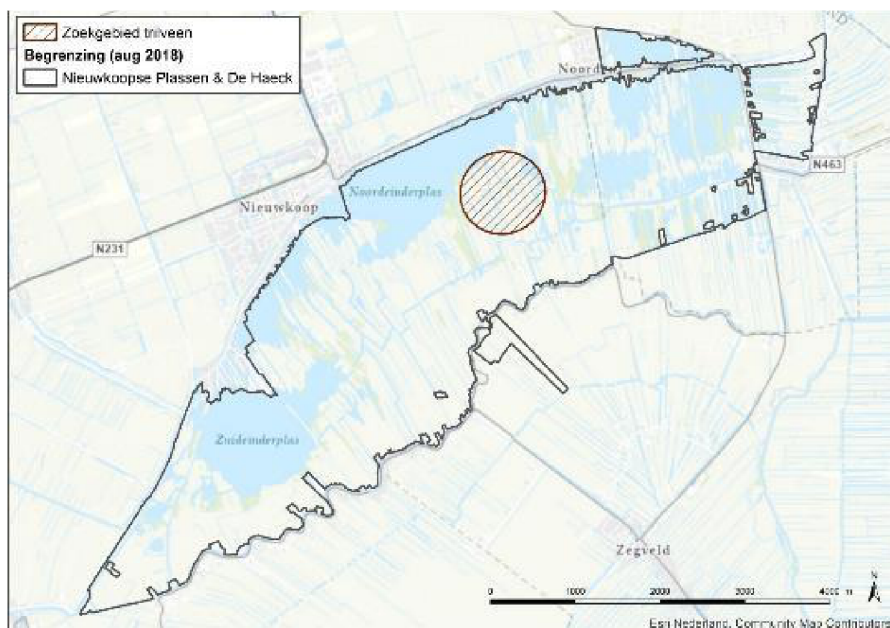 Zoekgebied trilveen
Begrenzing (aug 2018)
Nieuwkoopse Plassen & De Haeck
N463
Noordeinderplas
Nieuwkoop
N231
Zuideinderplas
Zegveld
N
0 1000 2000 3000 4000 m
Esri Nederland, Community Map Contributors